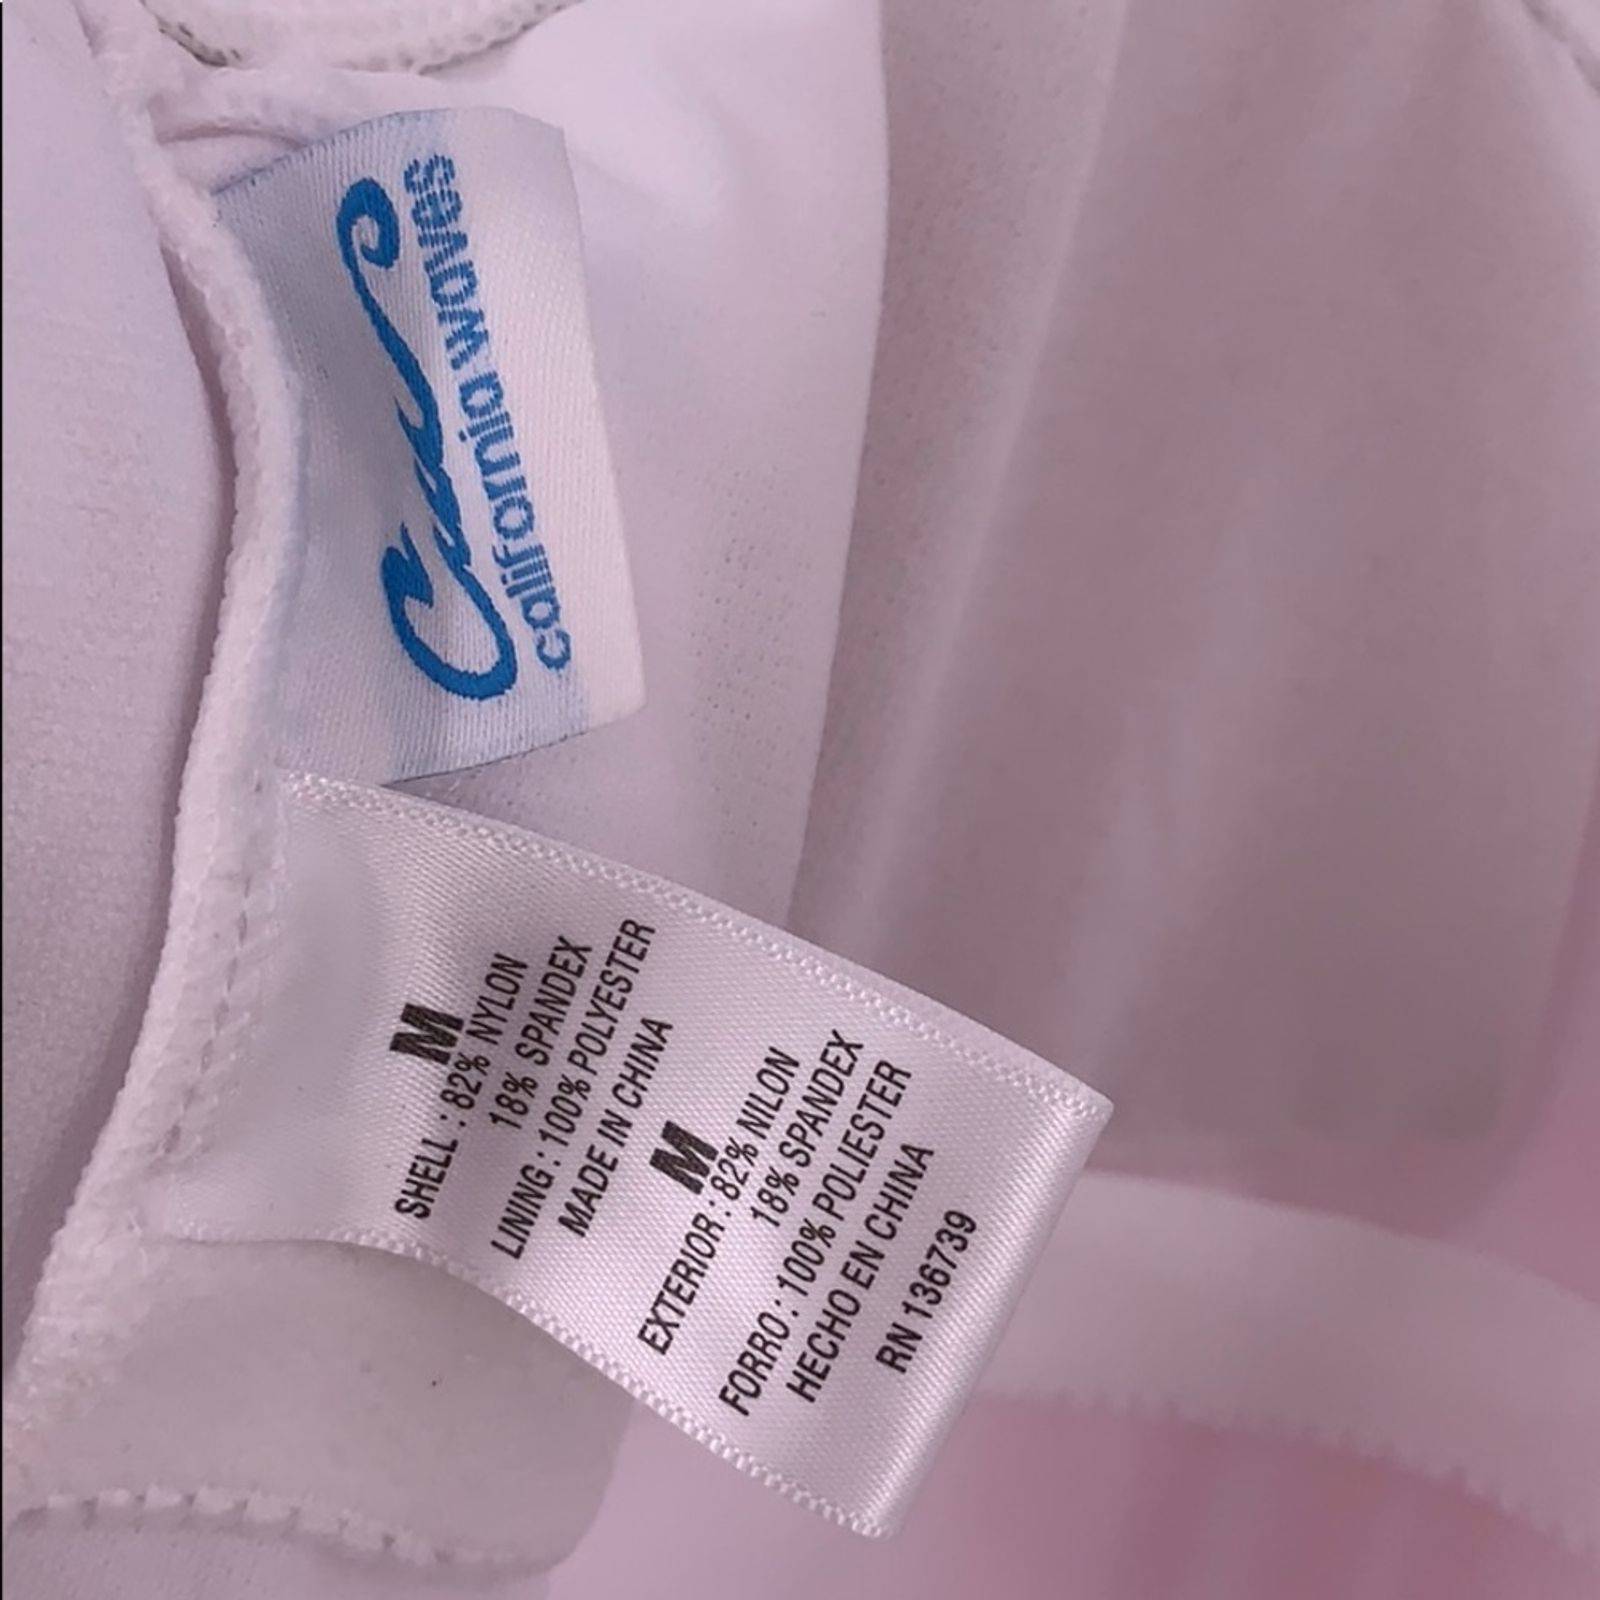 california waves
M
SHELL : 82% NYLON
18% SPANDEX
LINING : 100% POLYESTER
MADE IN CHINA
M
EXTERIOR : 82% NILON
18% SPANDEX
FORRO : 100% POLIESTER
HECHO EN CHINA
RN 136739